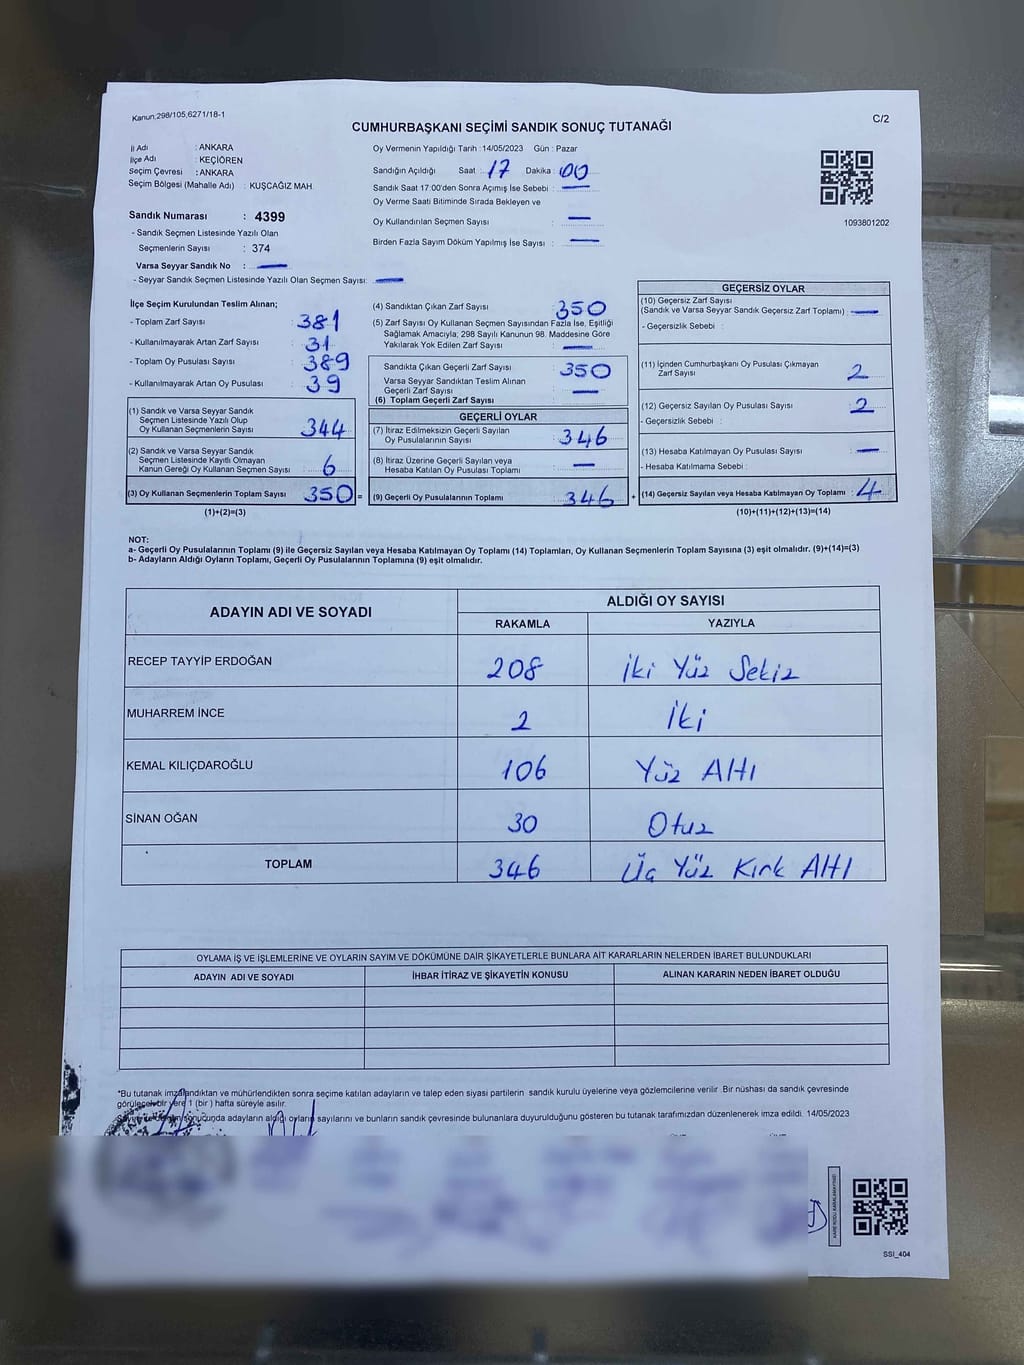 Kanun;298/105,6271/18-1
C/2
CUMHURBAŞKANI SEÇİMİ SANDIK SONUÇ TUTANAĞI
İl Adı : ANKARA
İlçe Adı : KEÇİÖREN
Seçim Çevresi : ANKARA
Seçim Bölgesi (Mahalle Adı) : KUŞCAĞIZ MAH.
Sandık Numarası : 4399
- Sandık Seçmen Listesinde Yazılı Olan
Seçmenlerin Sayısı : 374
Varsa Seyyar Sandık No : —
- Seyyar Sandık Seçmen Listesinde Yazılı Olan Seçmen Sayısı: —
Oy Vermenin Yapıldığı Tarih : 14/05/2023 Gün : Pazar
Sandığın Açıldığı Saat : 17 Dakika : 00
Sandık Saat 17:00'den Sonra Açımış İse Sebebi : —
Oy Verme Saati Bitiminde Sırada Bekleyen ve
Oy Kullandırılan Seçmen Sayısı : —
Birden Fazla Sayım Döküm Yapılmış İse Sayısı : —
1093801202
İlçe Seçim Kurulundan Teslim Alınan;
- Toplam Zarf Sayısı : 381
- Kullanılmayarak Artan Zarf Sayısı : 31
- Toplam Oy Pusulası Sayısı : 389
- Kullanılmayarak Artan Oy Pusulası : 39
(1) Sandık ve Varsa Seyyar Sandık
Seçmen Listesinde Yazılı Olup
Oy Kullanan Seçmenlerin Sayısı : 344
(2) Sandık ve Varsa Seyyar Sandık
Seçmen Listesinde Kayıtlı Olmayan
Kanun Gereği Oy Kullanan Seçmen Sayısı : 6
(3) Oy Kullanan Seçmenlerin Toplam Sayısı : 350 =
(1)+(2)=(3)
(4) Sandıktan Çıkan Zarf Sayısı : 350
(5) Zarf Sayısı Oy Kullanan Seçmen Sayısından Fazla İse, Eşitliği
Sağlamak Amacıyla; 298 Sayılı Kanunun 98. Maddesine Göre
Yakılarak Yok Edilen Zarf Sayısı : —
Sandıkta Çıkan Geçerli Zarf Sayısı : 350
Varsa Seyyar Sandıktan Teslim Alınan
Geçerli Zarf Sayısı : —
(6) Toplam Geçerli Zarf Sayısı
GEÇERLİ OYLAR
(7) İtiraz Edilmeksizin Geçerli Sayılan
Oy Pusulalarının Sayısı : 346
(8) İtiraz Üzerine Geçerli Sayılan veya
Hesaba Katılan Oy Pusulası Toplamı : —
(9) Geçerli Oy Pusulalarının Toplamı : 346 +
GEÇERSİZ OYLAR
(10) Geçersiz Zarf Sayısı
(Sandık ve Varsa Seyyar Sandık Geçersiz Zarf Toplamı) : —
- Geçersizlik Sebebi :
(11) İçinden Cumhurbaşkanı Oy Pusulası Çıkmayan
Zarf Sayısı : 2
(12) Geçersiz Sayılan Oy Pusulası Sayısı : 2
- Geçersizlik Sebebi :
(13) Hesaba Katılmayan Oy Pusulası Sayısı : —
- Hesaba Katılmama Sebebi :
(14) Geçersiz Sayılan veya Hesaba Katılmayan Oy Toplamı : 4
(10)+(11)+(12)+(13)=(14)
NOT:
a- Geçerli Oy Pusulalarının Toplamı (9) ile Geçersiz Sayılan veya Hesaba Katılmayan Oy Toplamı (14) Toplamları, Oy Kullanan Seçmenlerin Toplam Sayısına (3) eşit olmalıdır. (9)+(14)=(3)
b- Adayların Aldığı Oyların Toplamı, Geçerli Oy Pusulalarının Toplamına (9) eşit olmalıdır.
ADAYIN ADI VE SOYADI ALDIĞI OY SAYISI
RAKAMLA YAZIYLA
RECEP TAYYİP ERDOĞAN 208 İki Yüz Sekiz
MUHARREM İNCE 2 İki
KEMAL KILIÇDAROĞLU 106 Yüz Altı
SİNAN OĞAN 30 Otuz
TOPLAM 346 Üç Yüz Kırk Altı
OYLAMA İŞ VE İŞLEMLERİNE VE OYLARIN SAYIM VE DÖKÜMÜNE DAİR ŞİKAYETLERLE BUNLARA AİT KARARLARIN NELERDEN İBARET BULUNDUKLARI
ADAYIN ADI VE SOYADI İHBAR İTİRAZ VE ŞİKAYETİN KONUSU ALINAN KARARIN NEDEN İBARET OLDUĞU
*Bu tutanak imzalandıktan ve mühürlendikten sonra seçime katılan adayların ve talep eden siyasi partilerin sandık kurulu üyelerine veya gözlemcilerine verilir. Bir nüshası da sandık çevresinde
görülecebilir yere 1 (bir ) hafta süreyle asılır.
sonucunda adayların aldığı oyların sayılarını ve bunların sandık çevresinde bulunanlara duyurulduğunu gösteren bu tutanak tarafımızdan düzenlenerek imza edildi. 14/05/2023
SSI_404